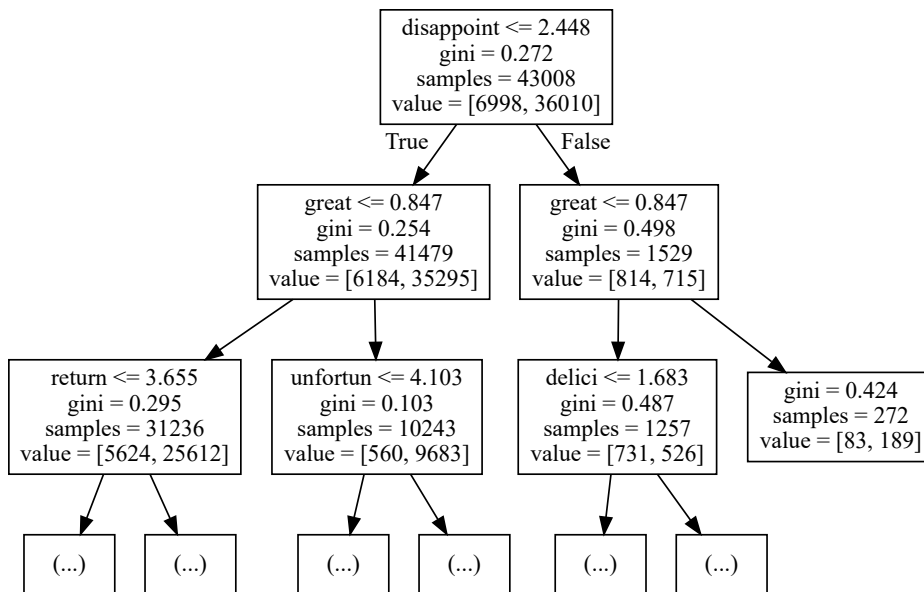 disappoint <= 2.448
gini = 0.272
samples = 43008
value = [6998, 36010]
True
False
great <= 0.847
gini = 0.254
samples = 41479
value = [6184, 35295]
great <= 0.847
gini = 0.498
samples = 1529
value = [814, 715]
return <= 3.655
gini = 0.295
samples = 31236
value = [5624, 25612]
unfortun <= 4.103
gini = 0.103
samples = 10243
value = [560, 9683]
delici <= 1.683
gini = 0.487
samples = 1257
value = [731, 526]
gini = 0.424
samples = 272
value = [83, 189]
(...)
(...)
(...)
(...)
(...)
(...)